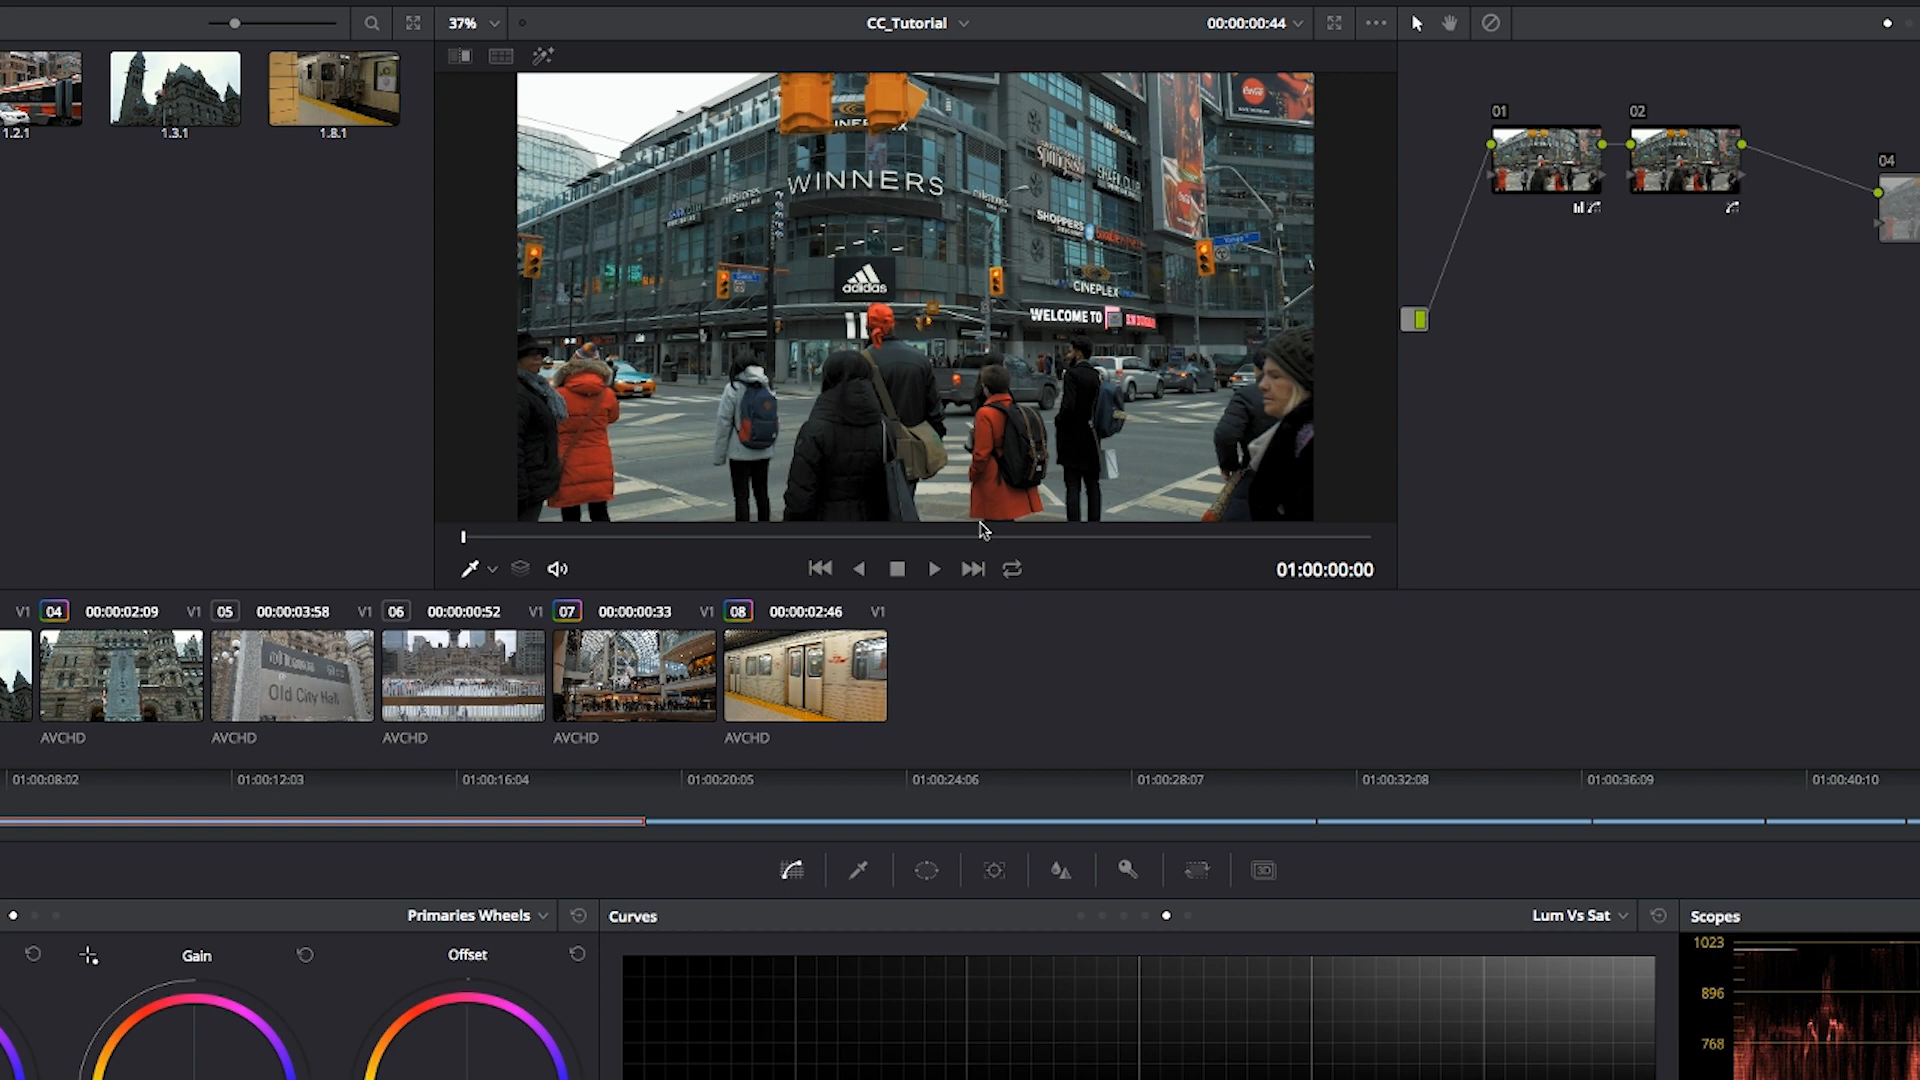 37%
CC_Tutorial
00:00:00:44
1.2.1
1.3.1
1.8.1
01
02
04
Coca-Cola
CINEPLEX
WINNERS
SHARK CLUB
SHOPPERS
adidas
CINEPLEX
WELCOME TO
01:00:00:00
V1 04 00:00:02:09 V1 05 00:00:03:58 V1 06 00:00:00:52 V1 07 00:00:00:33 V1 08 00:00:02:46 V1
Old City Hall
AVCHD AVCHD AVCHD AVCHD AVCHD
01:00:08:02 01:00:12:03 01:00:16:04 01:00:20:05 01:00:24:06 01:00:28:07 01:00:32:08 01:00:36:09 01:00:40:10
3D
Primaries Wheels
Curves
Lum Vs Sat
Scopes
Gain
Offset
1023
896
768